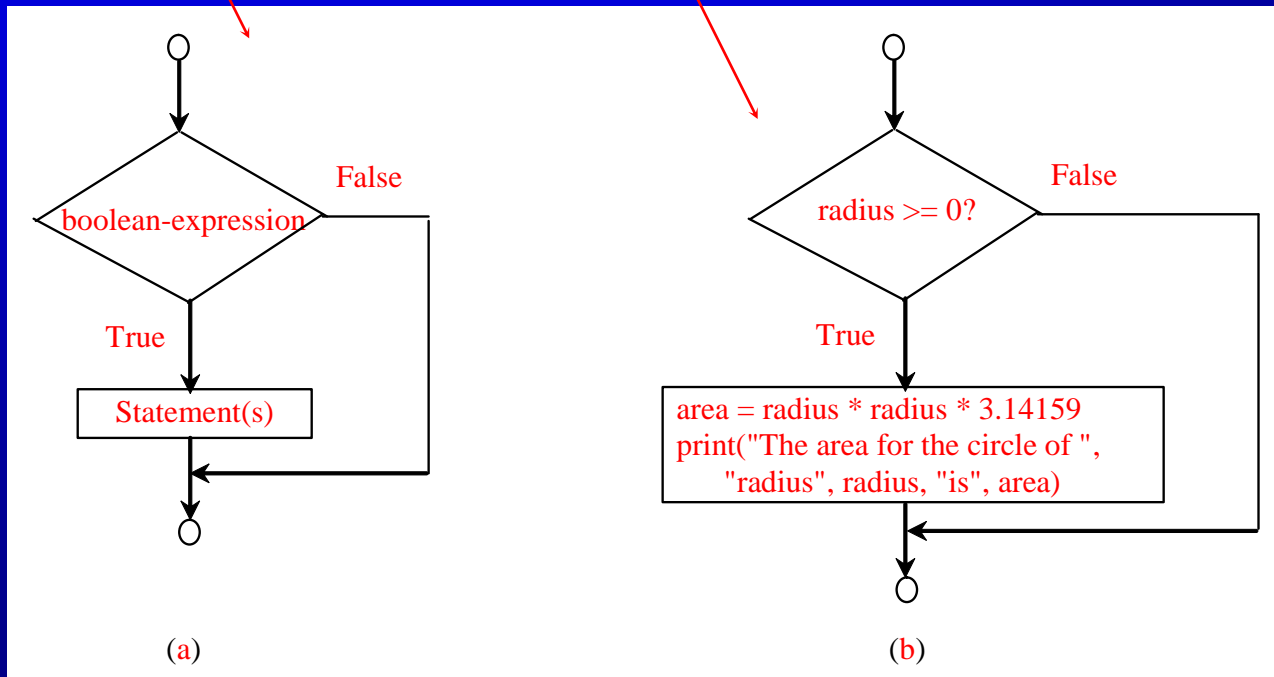 False
boolean-expression
True
Statement(s)
(a)
False
radius >= 0?
True
area = radius * radius * 3.14159
print("The area for the circle of ",
"radius", radius, "is", area)
(b)